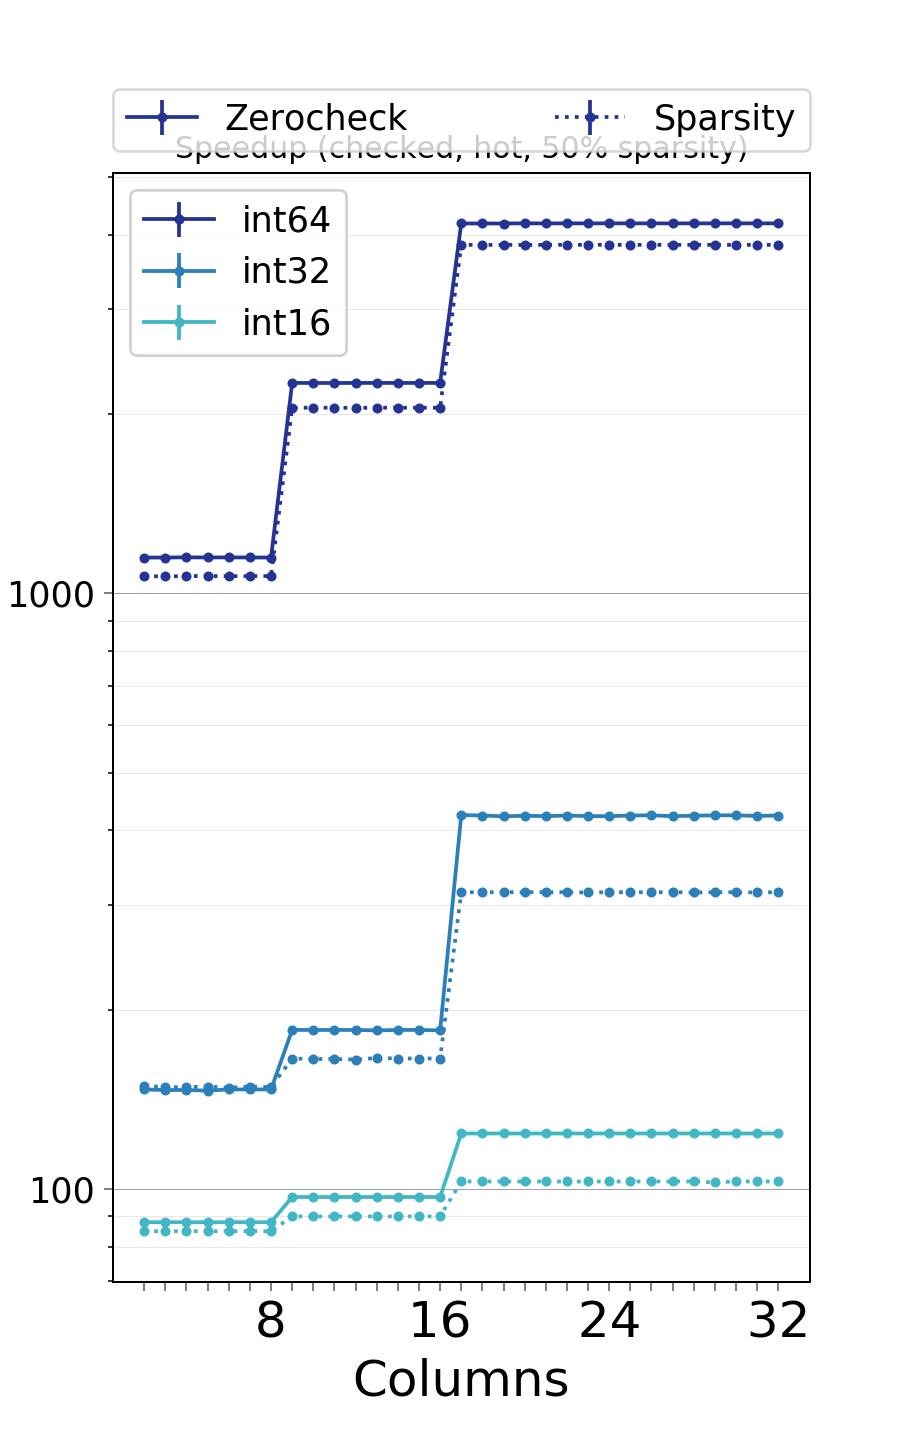 Zerocheck Sparsity
Speedup (checked, hot, 50% sparsity)
int64
int32
int16
1000
100
8 16 24 32
Columns